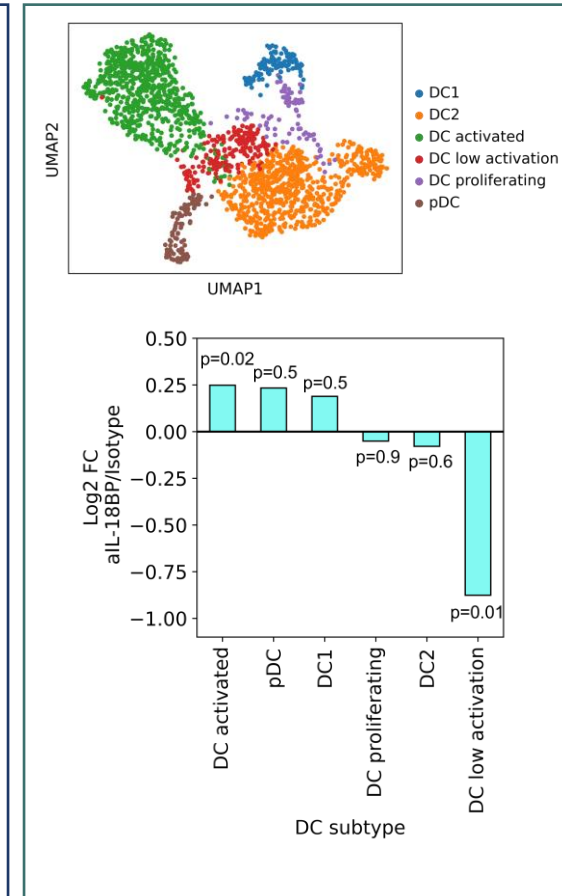 UMAP2
UMAP1
DC1
DC2
DC activated
DC low activation
DC proliferating
pDC
Log2 FC
aIL-18BP/Isotype
0.50
0.25
0.00
−0.25
−0.50
−0.75
−1.00
p=0.02
p=0.5
p=0.5
p=0.9
p=0.6
p=0.01
DC activated
pDC
DC1
DC proliferating
DC2
DC low activation
DC subtype